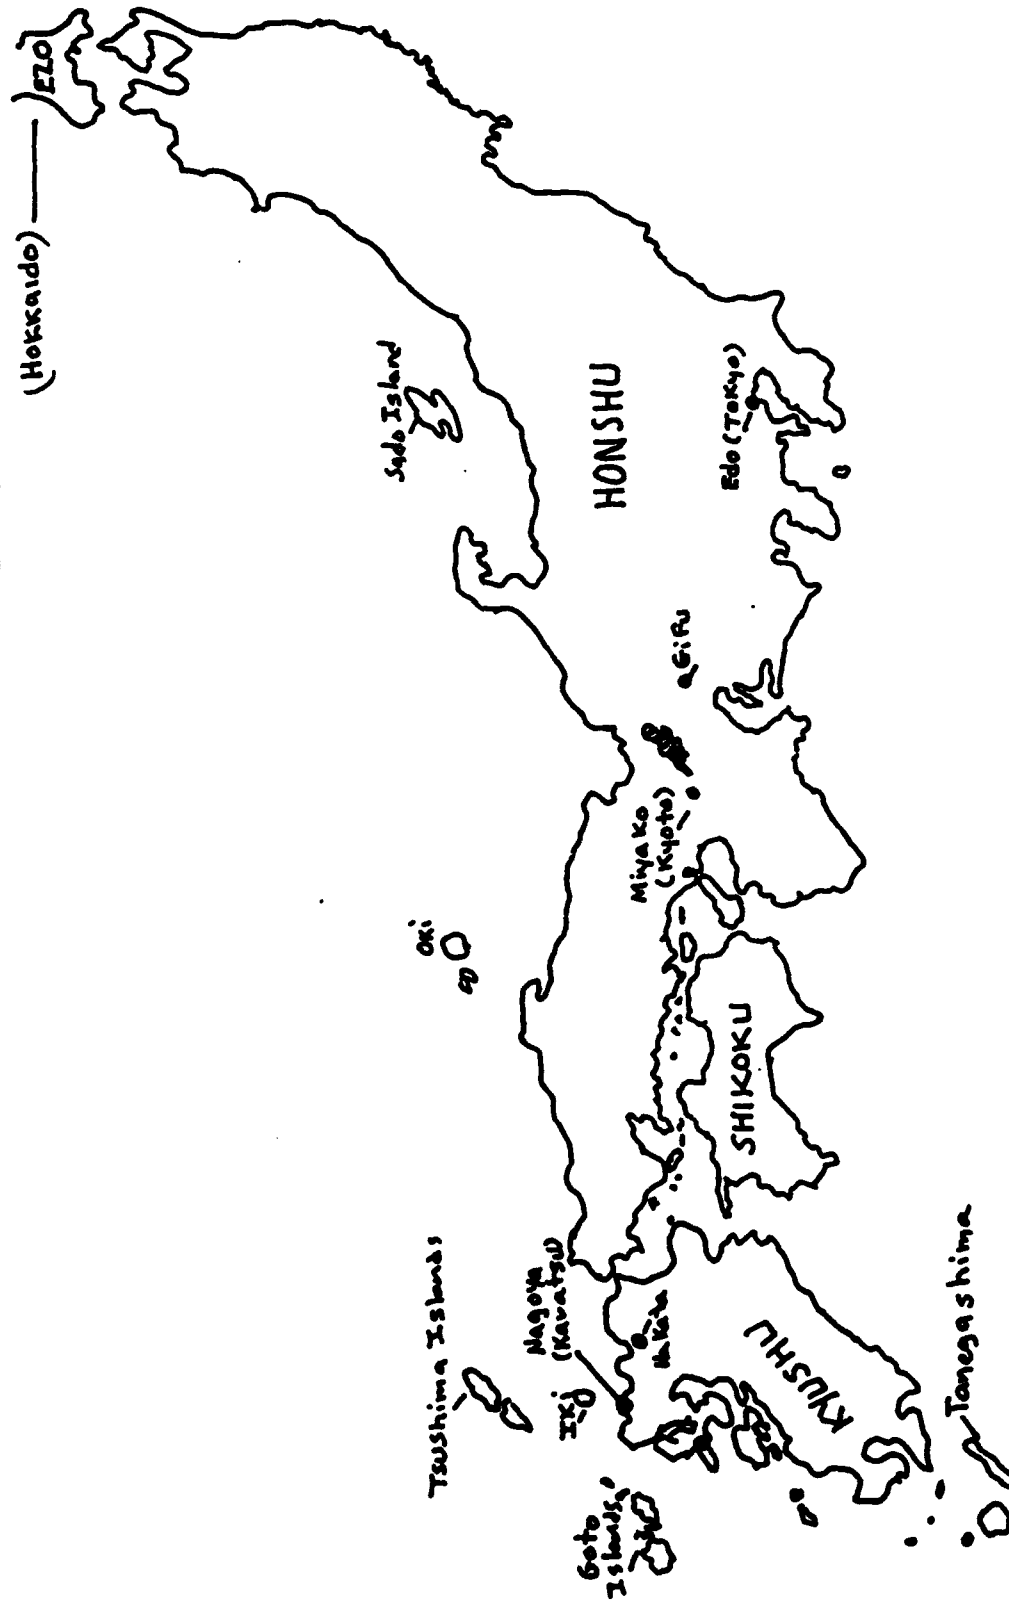 (Hokkaido)
EZO
Sado Island
HONSHU
Edo (Tokyo)
Gifu
Miyako
(Kyoto)
Oki
SHIKOKU
Tsushima Islands
Iki
Nagoya
(Karatsu)
Hakata
KYUSHU
Goto
Islands
Tanegashima